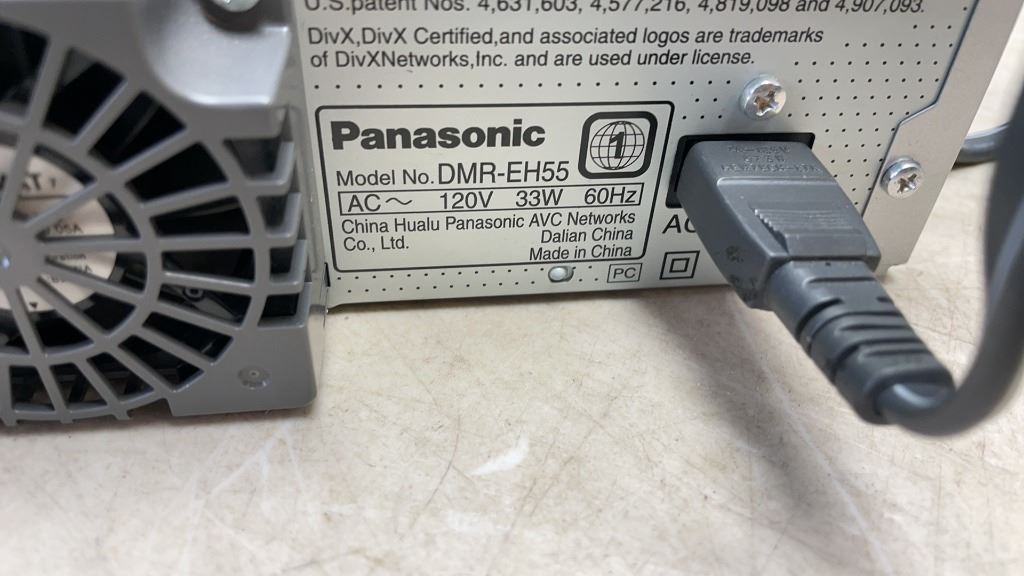 U.S.patent Nos. 4,631,603, 4,577,216, 4,819,098 and 4,907,093.
DivX,DivX Certified,and associated logos are trademarks
of DivXNetworks,Inc. and are used under license.
Panasonic
1
Model No. DMR-EH55
AC～ 120V 33W 60Hz
China Hualu Panasonic AVC Networks
Co., Ltd.
Dalian China
Made in China
PC